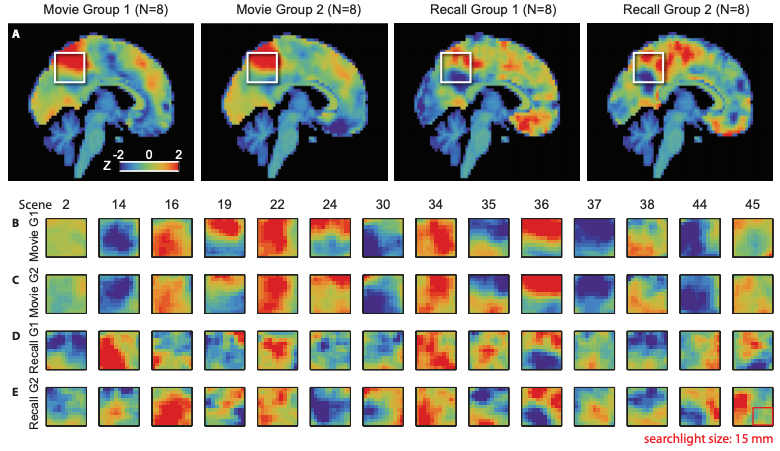 Movie Group 1 (N=8) Movie Group 2 (N=8) Recall Group 1 (N=8) Recall Group 2 (N=8)
A
-2 0 2
Z
Scene 2 14 16 19 22 24 30 34 35 36 37 38 44 45
B Movie G1
C Movie G2
D Recall G1
E Recall G2
searchlight size: 15 mm